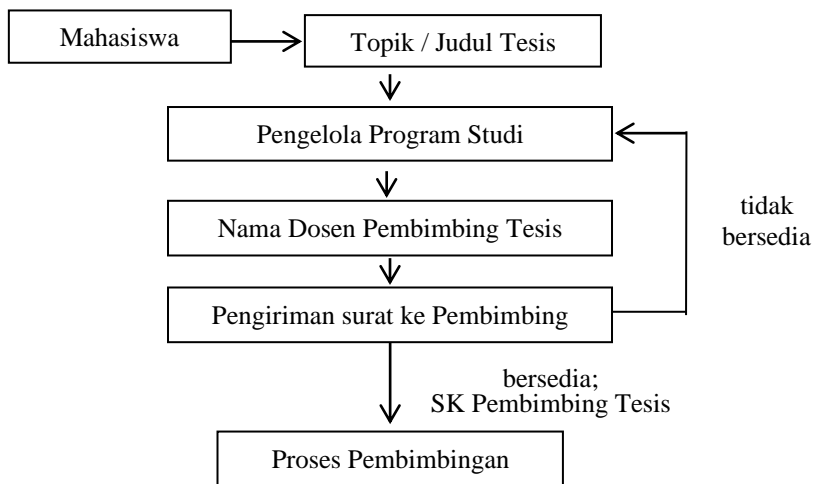 Mahasiswa
Topik / Judul Tesis
Pengelola Program Studi
Nama Dosen Pembimbing Tesis
tidak
bersedia
Pengiriman surat ke Pembimbing
bersedia;
SK Pembimbing Tesis
Proses Pembimbingan